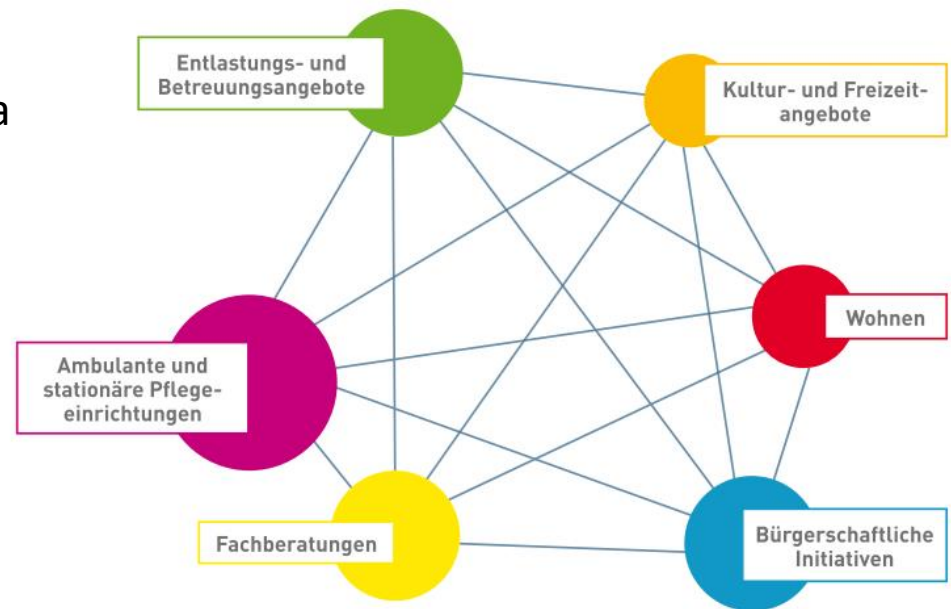 Entlastungs- und
Betreuungsangebote
Kultur- und Freizeit-
angebote
a
Wohnen
Ambulante und
stationäre Pflege-
einrichtungen
Fachberatungen
Bürgerschaftliche
Initiativen